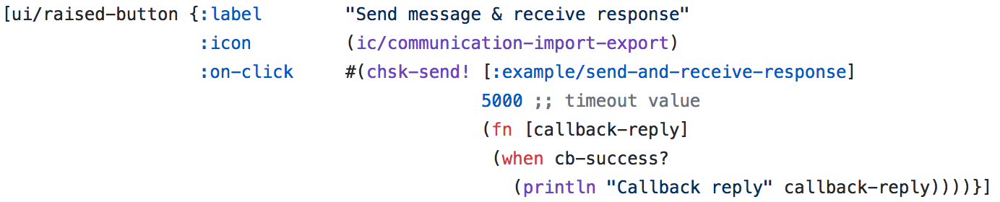 [ui/raised-button {:label "Send message & receive response"
:icon (ic/communication-import-export)
:on-click #(chsk-send! [:example/send-and-receive-response]
5000 ;; timeout value
(fn [callback-reply]
(when cb-success?
(println "Callback reply" callback-reply))))}]